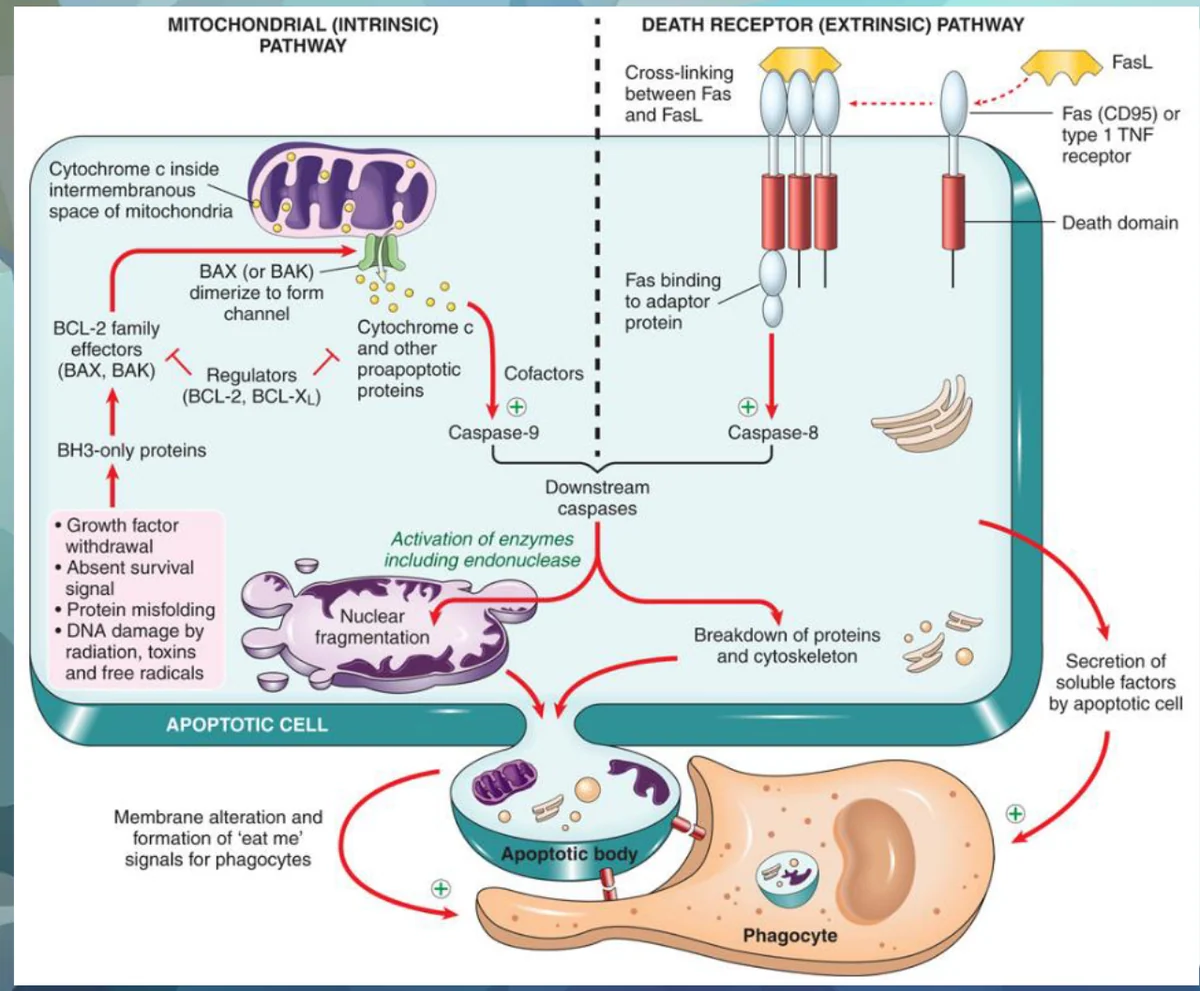 MITOCHONDRIAL (INTRINSIC)
PATHWAY
DEATH RECEPTOR (EXTRINSIC) PATHWAY
Cross-linking
between Fas
and FasL
FasL
Fas (CD95) or
type 1 TNF
receptor
Death domain
Cytochrome c inside
intermembranous
space of mitochondria
BAX (or BAK)
dimerize to form
channel
Fas binding
to adaptor
protein
BCL-2 family
effectors
(BAX, BAK)
Regulators
(BCL-2, BCL-XL)
Cytochrome c
and other
proapoptotic
proteins
Cofactors
+
Caspase-9
+
Caspase-8
BH3-only proteins
Downstream
caspases
• Growth factor
withdrawal
• Absent survival
signal
• Protein misfolding
• DNA damage by
radiation, toxins
and free radicals
Activation of enzymes
including endonuclease
Nuclear
fragmentation
Breakdown of proteins
and cytoskeleton
Secretion of
soluble factors
by apoptotic cell
APOPTOTIC CELL
Membrane alteration and
formation of ‘eat me’
signals for phagocytes
+
Apoptotic body
+
Phagocyte